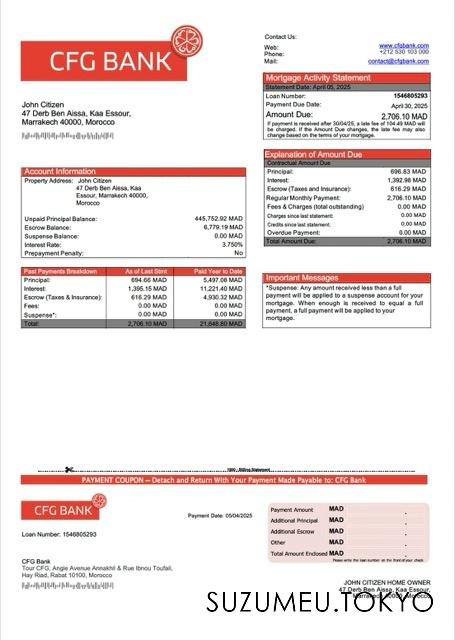 CFG BANK
Contact Us:
Web: www.cfgbank.com
Phone: +212 530 103 000
Mail: contact@cfgbank.com
Mortgage Activity Statement
Statement Date: April 05, 2025
Loan Number: 1546805293
Payment Due Date: April 30, 2025
Amount Due: 2,706.10 MAD
If payment is received after 30/04/25, a late fee of 104.49 MAD will
be charged. If the Amount Due changes, the late fee may also
change based on the terms of your mortgage.
John Citizen
47 Derb Ben Aissa, Kaa Essour,
Marrakech 40000, Morocco
Explanation of Amount Due
Contractual Amount Due
Principal: 696.83 MAD
Interest: 1,392.98 MAD
Escrow (Taxes and Insurance): 616.29 MAD
Regular Monthly Payment: 2,706.10 MAD
Fees & Charges (total outstanding) 0.00 MAD
Charges since last statement: 0.00 MAD
Credits since last statement: 0.00 MAD
Overdue Payment: 0.00 MAD
Total Amount Due: 2,706.10 MAD
Account Information
Property Address: John Citizen
47 Derb Ben Aissa, Kaa
Essour, Marrakech 40000,
Morocco
Unpaid Principal Balance: 445,752.92 MAD
Escrow Balance: 6,779.19 MAD
Suspense Balance: 0.00 MAD
Interest Rate: 3.750%
Prepayment Penalty: No
Past Payments Breakdown As of Last Stmt Paid Year to Date
Principal: 694.66 MAD 5,497.08 MAD
Interest: 1,395.15 MAD 11,221.40 MAD
Escrow (Taxes & Insurance): 616.29 MAD 4,930.32 MAD
Fees: 0.00 MAD 0.00 MAD
Suspense*: 0.00 MAD 0.00 MAD
Total: 2,706.10 MAD 21,648.80 MAD
Important Messages
*Suspense: Any amount received less than a full
payment will be applied to a suspense account for your
mortgage. When enough is received to equal a full
payment, a full payment will be applied to your
mortgage.
Billing Statement
PAYMENT COUPON – Detach and Return With Your Payment Made Payable to: CFG Bank
CFG BANK
Payment Date: 05/04/2025
Loan Number: 1546805293
Payment Amount MAD .
Additional Principal MAD .
Additional Escrow MAD .
Other MAD .
Total Amount Enclosed MAD .
Please write the loan number on the front of your check.
CFG Bank
Tour CFG, Angle Avenue Annakhil & Rue Ibnou Toufail,
Hay Riad, Rabat 10100, Morocco
JOHN CITIZEN HOME OWNER
47 Derb Ben Aissa, Kaa Essour,
Marrakech 40000, Morocco
SUZUMEU.TOKYO